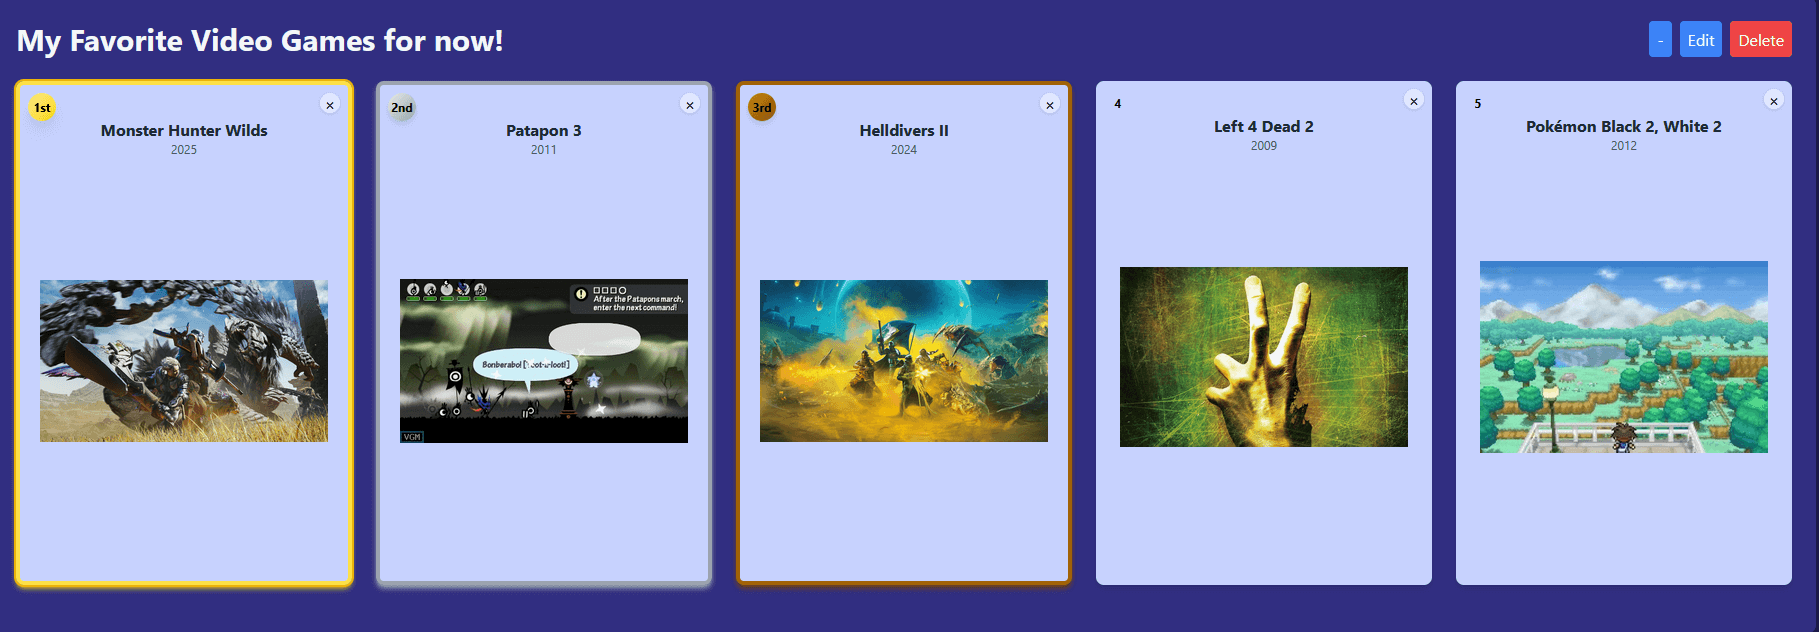 My Favorite Video Games for now!
-
Edit
Delete
1st
×
Monster Hunter Wilds
2025
2nd
×
Patapon 3
2011
After the Patapons march,
enter the next command!
VGM
3rd
×
Helldivers II
2024
4
×
Left 4 Dead 2
2009
5
×
Pokémon Black 2, White 2
2012